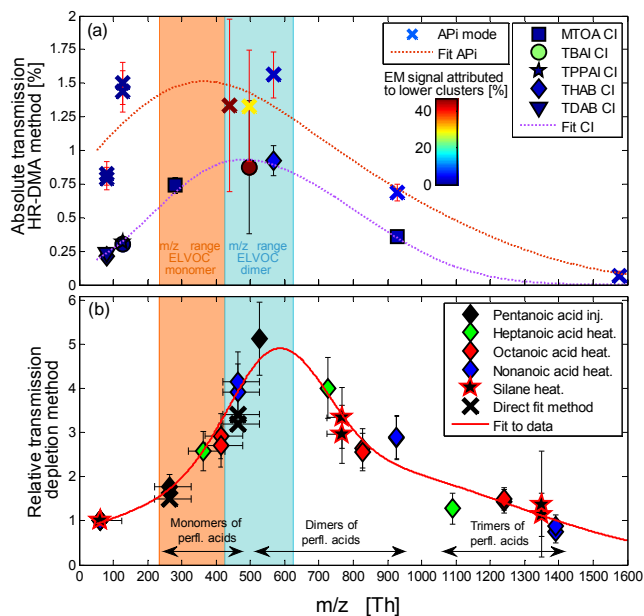 (a)
Absolute transmission
HR-DMA method [%]
2
1.75
1.5
1.25
1
0.75
0.5
0.25
0
APi mode
Fit APi
EM signal attributed
to lower clusters [%]
40
30
20
10
0
MTOA CI
TBAI CI
TPPAI CI
THAB CI
TDAB CI
Fit CI
m/z range
ELVOC
monomer
m/z range
ELVOC
dimer
(b)
Relative transmission
depletion method
6
5
4
3
2
1
0
Pentanoic acid inj.
Heptanoic acid heat.
Octanoic acid heat.
Nonanoic acid heat.
Silane heat.
Direct fit method
Fit to data
Monomers of
perfl. acids
Dimers of
perfl. acids
Trimers of
perfl. acids
0 100 200 300 400 500 600 700 800 900 1000 1100 1200 1300 1400 1500 1600
m/z [Th]